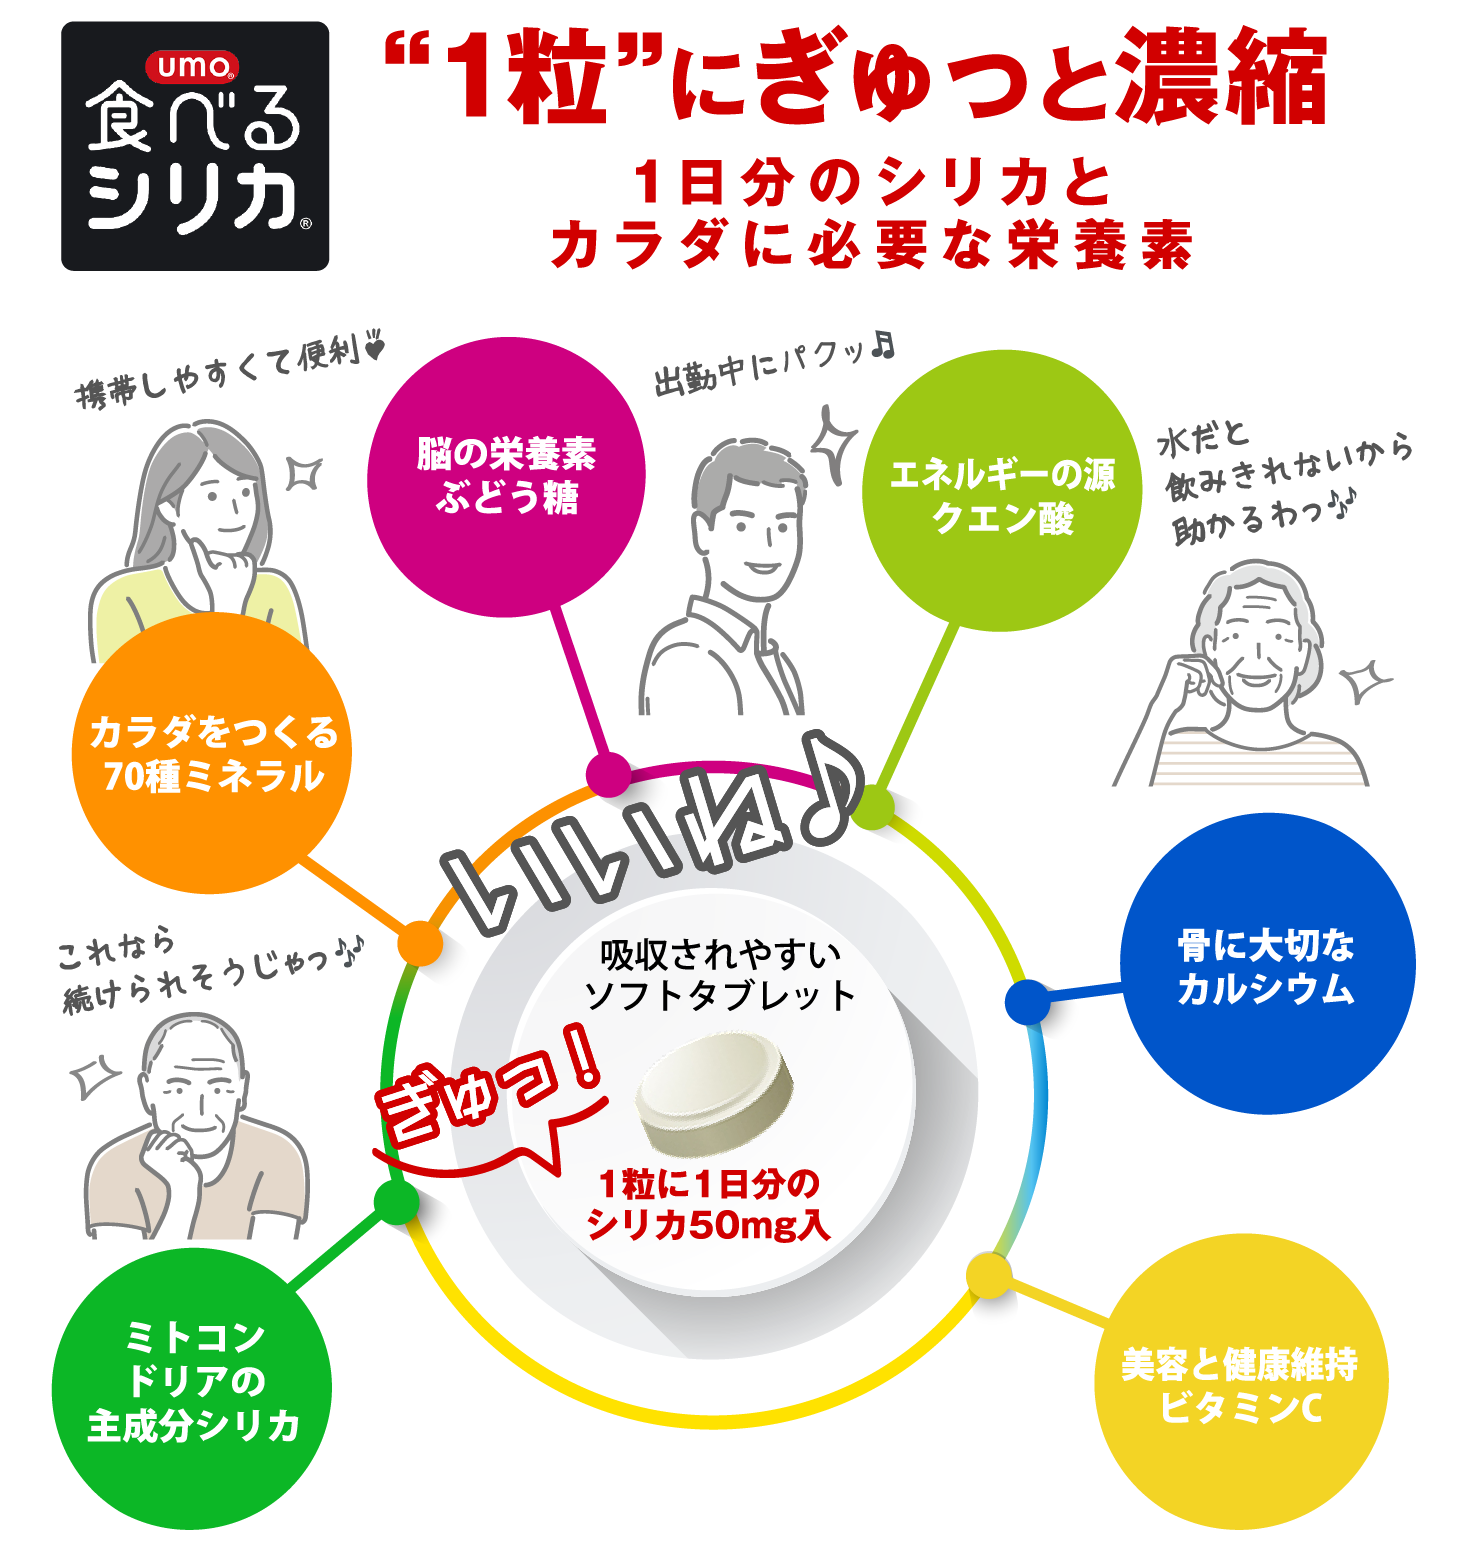 umo®
食べる
シリカ®
“1粒”にぎゅっと濃縮
1日分のシリカと
カラダに必要な栄養素
携帯しやすくて便利
脳の栄養素
ぶどう糖
出勤中にパクッ♫
エネルギーの源
クエン酸
水だと
飲みきれないから
助かるわっ♪♪
カラダをつくる
70種ミネラル
いいね♪
骨に大切な
カルシウム
これなら
続けられそうじゃっ♪♪
吸収されやすい
ソフトタブレット
ぎゅっ！
1粒に1日分の
シリカ50mg入
ミトコン
ドリアの
主成分シリカ
美容と健康維持
ビタミンC